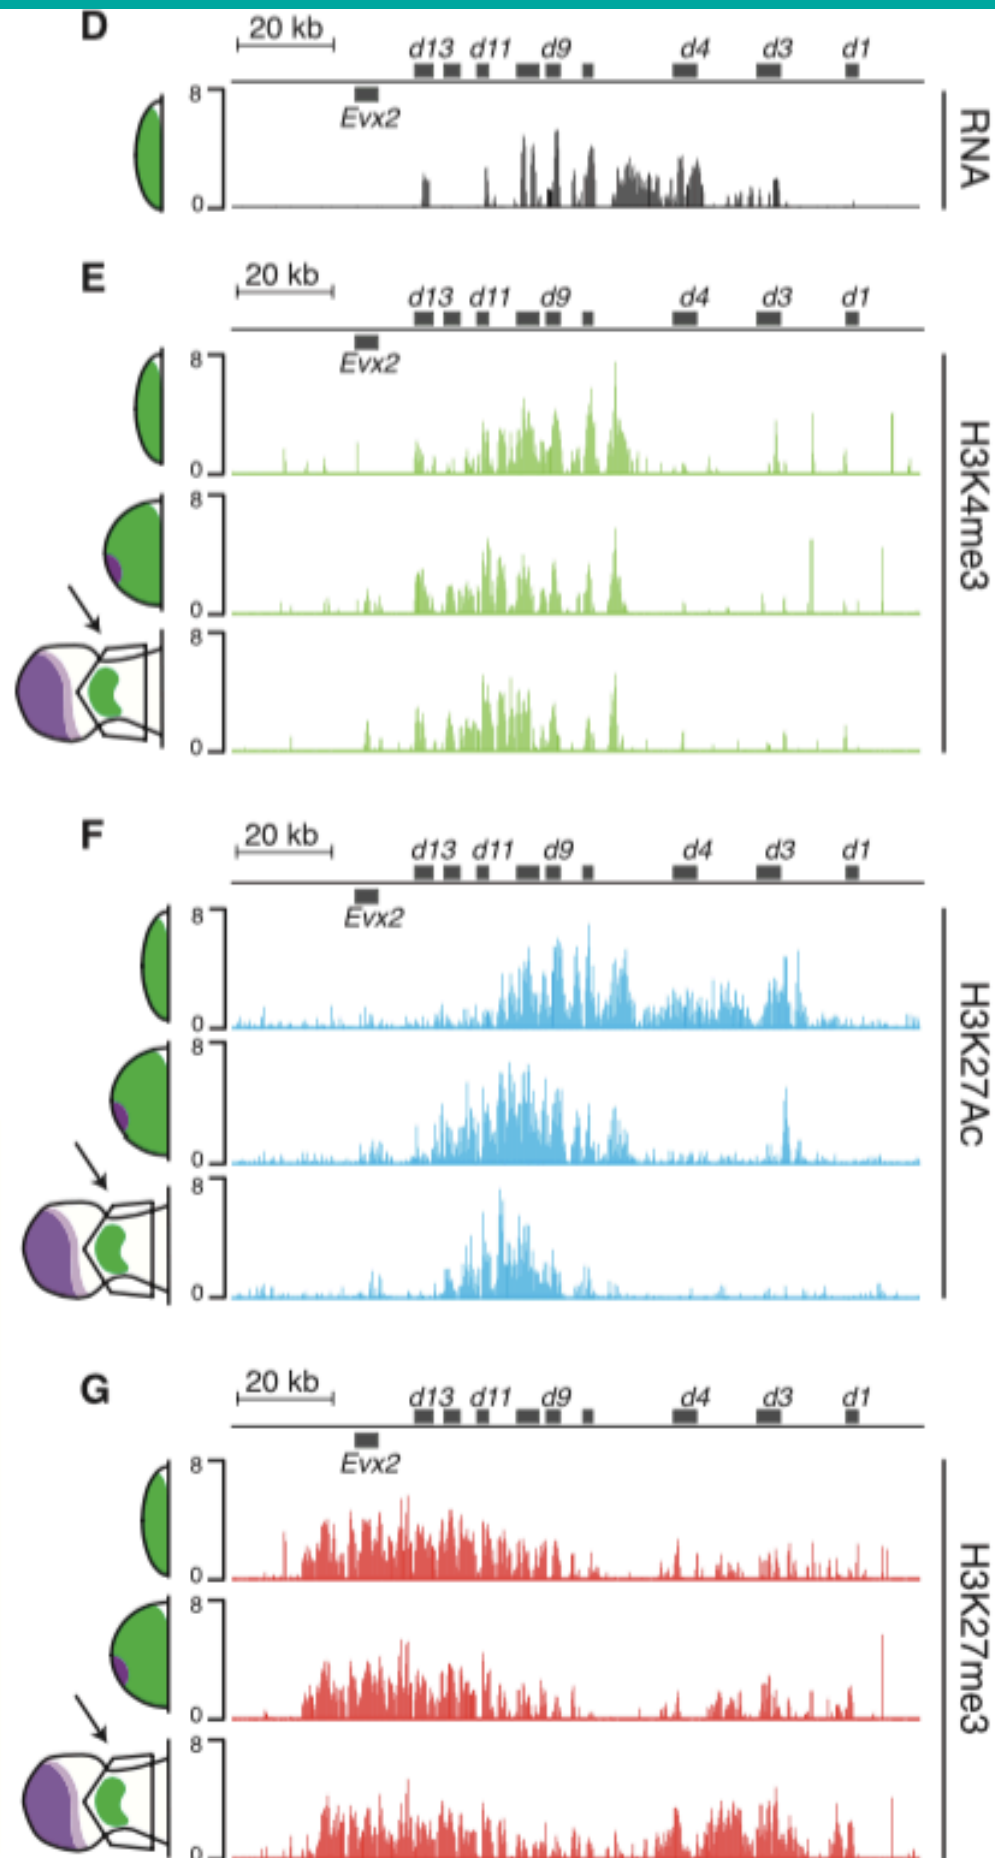 D
20 kb
d13 d11 d9 d4 d3 d1
Evx2
8
0
RNA
E
20 kb
d13 d11 d9 d4 d3 d1
Evx2
8
0
8
0
8
0
H3K4me3
F
20 kb
d13 d11 d9 d4 d3 d1
Evx2
8
0
8
0
8
0
H3K27Ac
G
20 kb
d13 d11 d9 d4 d3 d1
Evx2
8
0
8
0
8
0
H3K27me3